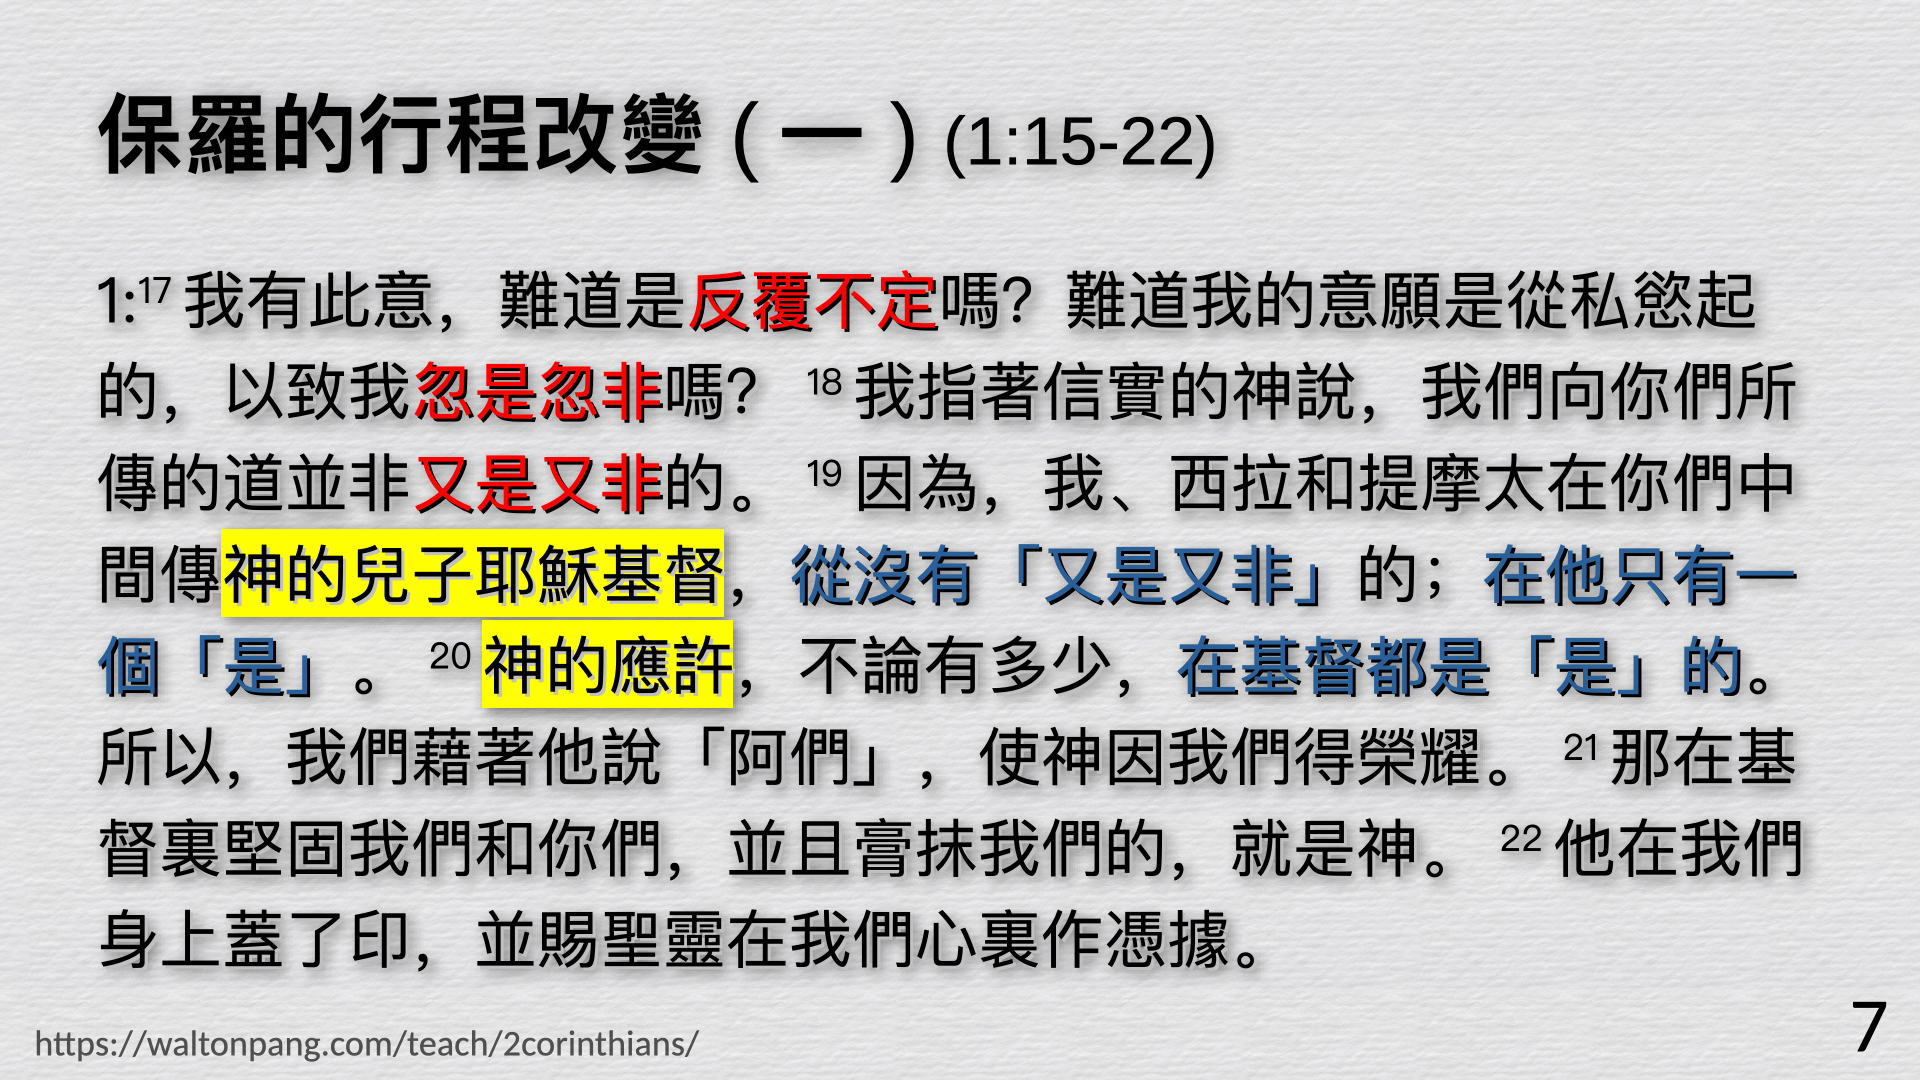 保羅的行程改變 ( 一 ) (1:15-22)
1:17 我有此意，難道是反覆不定嗎？難道我的意願是從私慾起
的，以致我忽是忽非嗎？ 18 我指著信實的神說，我們向你們所
傳的道並非又是又非的。 19 因為，我、西拉和提摩太在你們中
間傳神的兒子耶穌基督，從沒有「又是又非」的；在他只有一
個「是」。 20 神的應許，不論有多少，在基督都是「是」的。
所以，我們藉著他說「阿們」，使神因我們得榮耀。 21 那在基
督裏堅固我們和你們，並且膏抹我們的，就是神。 22 他在我們
身上蓋了印，並賜聖靈在我們心裏作憑據。
https://waltonpang.com/teach/2corinthians/
7